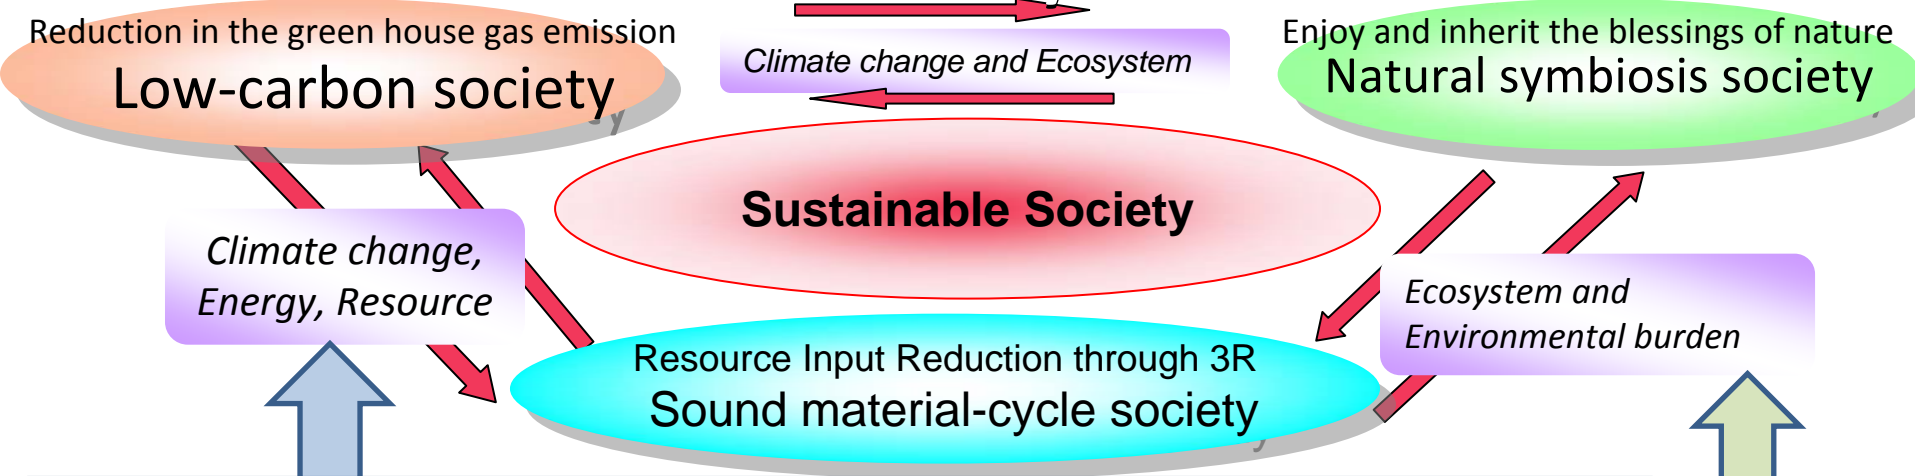 Reduction in the green house gas emission
Low-carbon society
Climate change and Ecosystem
Enjoy and inherit the blessings of nature
Natural symbiosis society
Sustainable Society
Climate change,
Energy, Resource
Ecosystem and
Environmental burden
Resource Input Reduction through 3R
Sound material-cycle society